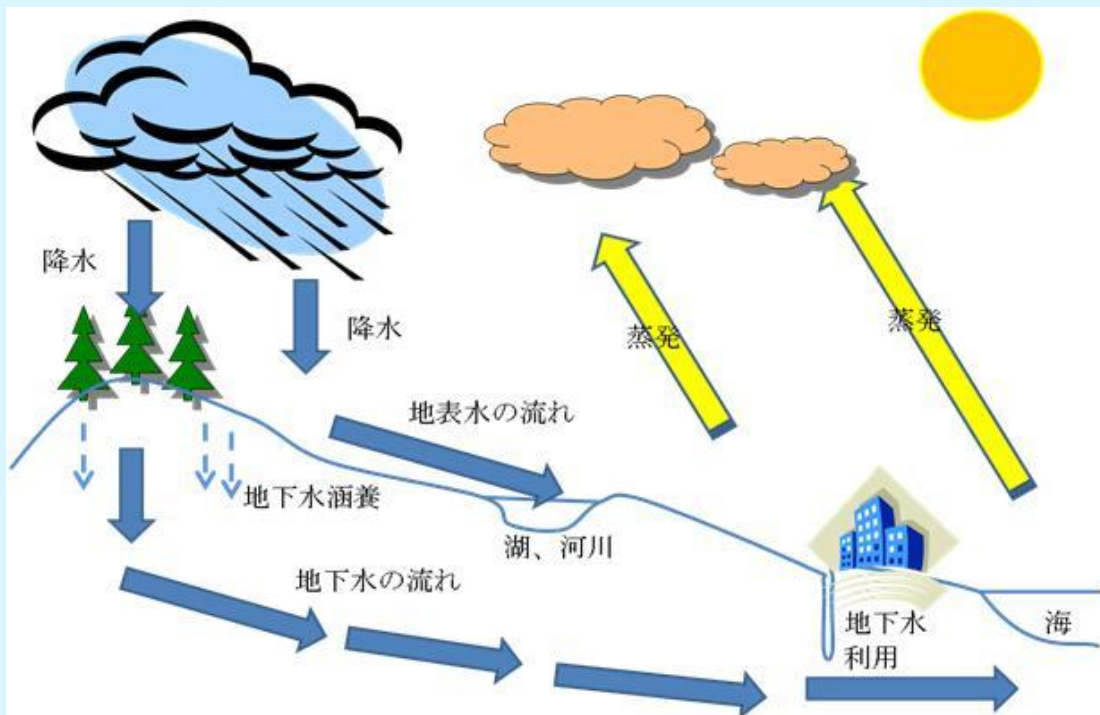 降水
降水
蒸発
蒸発
地表水の流れ
地下水涵養
湖、河川
地下水の流れ
地下水
利用
海